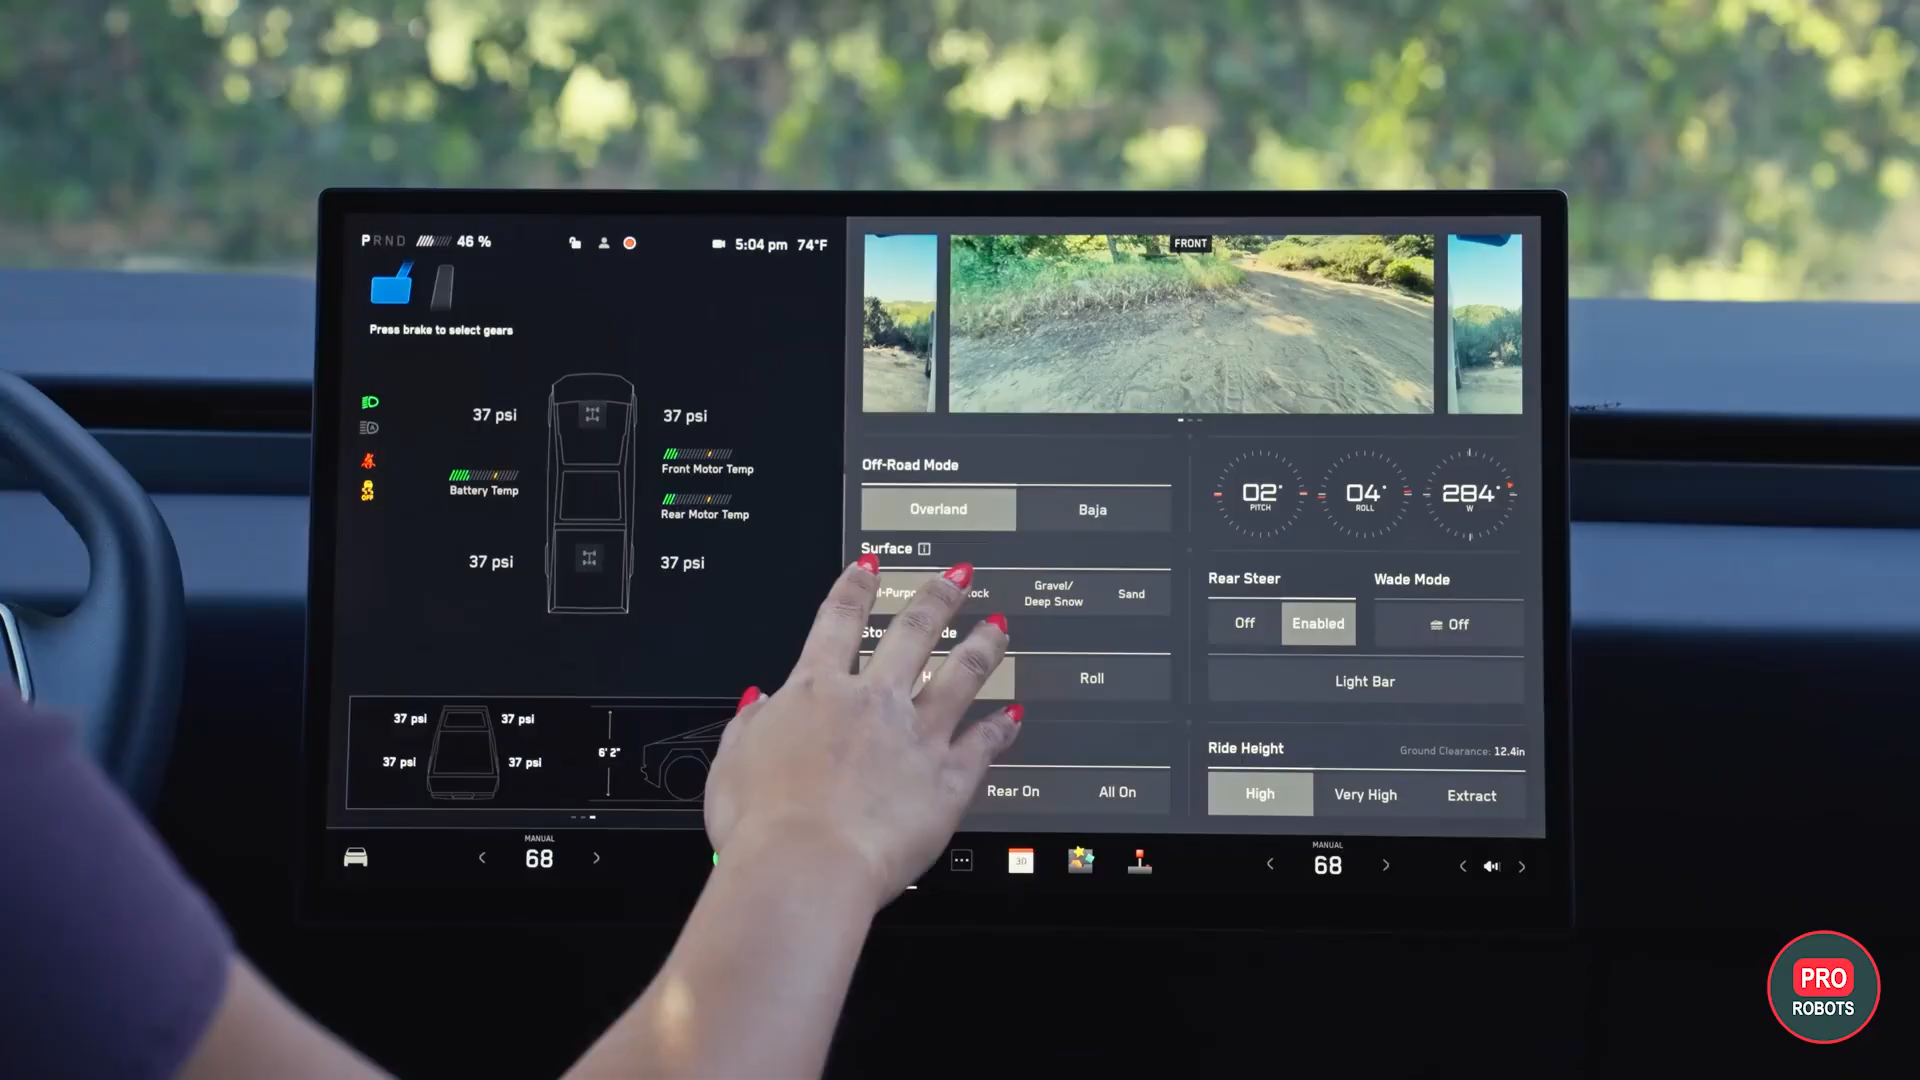 PRND 46 %
5:04 pm 74°F
Press brake to select gears
37 psi
37 psi
Front Motor Temp
Battery Temp
Rear Motor Temp
37 psi
37 psi
37 psi
37 psi
37 psi
37 psi
6' 2"
FRONT
Off-Road Mode
Overland
Baja
Surface
Gravel/
Deep Snow
Sand
Roll
Rear On
All On
02°
PITCH
04°
ROLL
284°
W
Rear Steer
Off
Enabled
Wade Mode
Off
Light Bar
Ride Height
Ground Clearance: 12.4in
High
Very High
Extract
MANUAL
68
30
MANUAL
68
PRO
ROBOTS